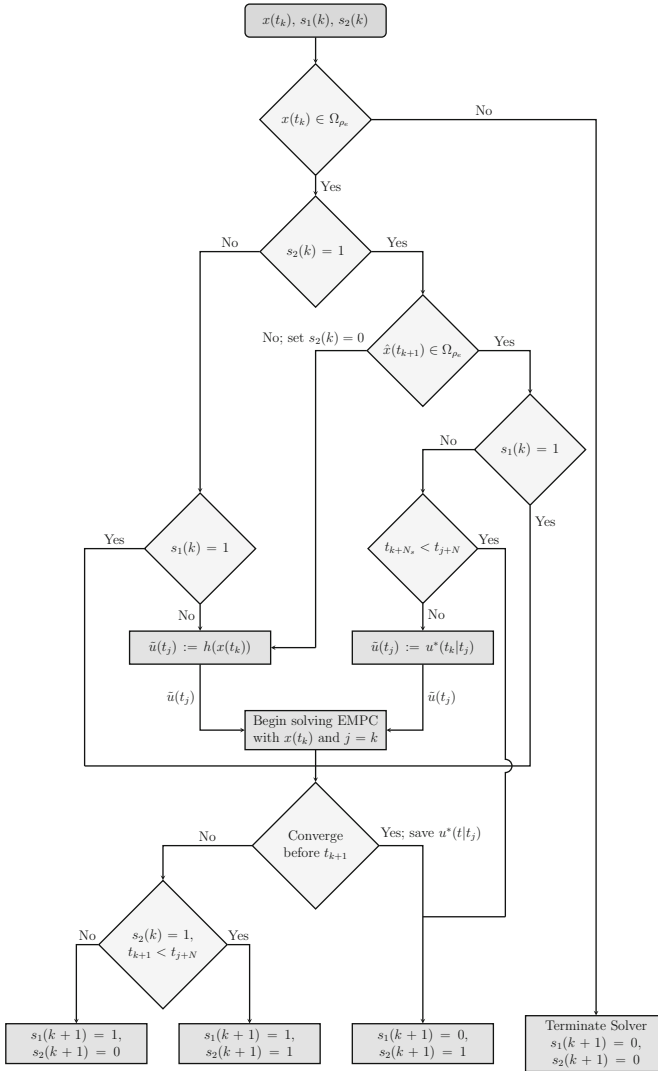 x(t_k), s_1(k), s_2(k)
x(t_k) ∈ Ω_{ρ_e}
No
Yes
s_2(k) = 1
No
Yes
x̂(t_{k+1}) ∈ Ω_{ρ_e}
No; set s_2(k) = 0
Yes
s_1(k) = 1
No
Yes
s_1(k) = 1
Yes
No
t_{k+N_s} < t_{j+N}
Yes
No
ũ(t_j) := h(x(t_k))
ũ(t_j) := u*(t_k|t_j)
ũ(t_j)
ũ(t_j)
Begin solving EMPC
with x(t_k) and j = k
Converge
before t_{k+1}
No
Yes; save u*(t|t_j)
s_2(k) = 1,
t_{k+1} < t_{j+N}
No
Yes
s_1(k + 1) = 1,
s_2(k + 1) = 0
s_1(k + 1) = 1,
s_2(k + 1) = 1
s_1(k + 1) = 0,
s_2(k + 1) = 1
Terminate Solver
s_1(k + 1) = 0,
s_2(k + 1) = 0